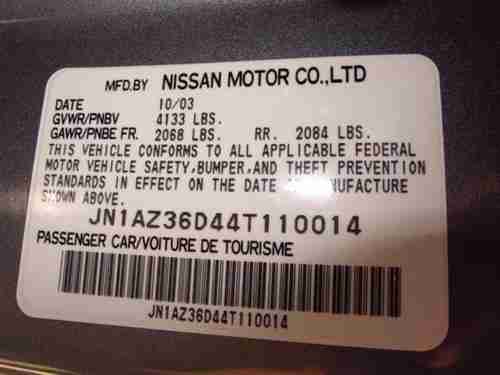 MFD.BY NISSAN MOTOR CO.,LTD
DATE 10/03
GVWR/PNBV 4133 LBS.
GAWR/PNBE FR. 2068 LBS. RR. 2084 LBS.
THIS VEHICLE CONFORMS TO ALL APPLICABLE FEDERAL
MOTOR VEHICLE SAFETY,BUMPER,AND THEFT PREVENTION
STANDARDS IN EFFECT ON THE DATE OF MANUFACTURE
SHOWN ABOVE.
JN1AZ36D44T110014
PASSENGER CAR/VOITURE DE TOURISME
JN1AZ36D44T110014